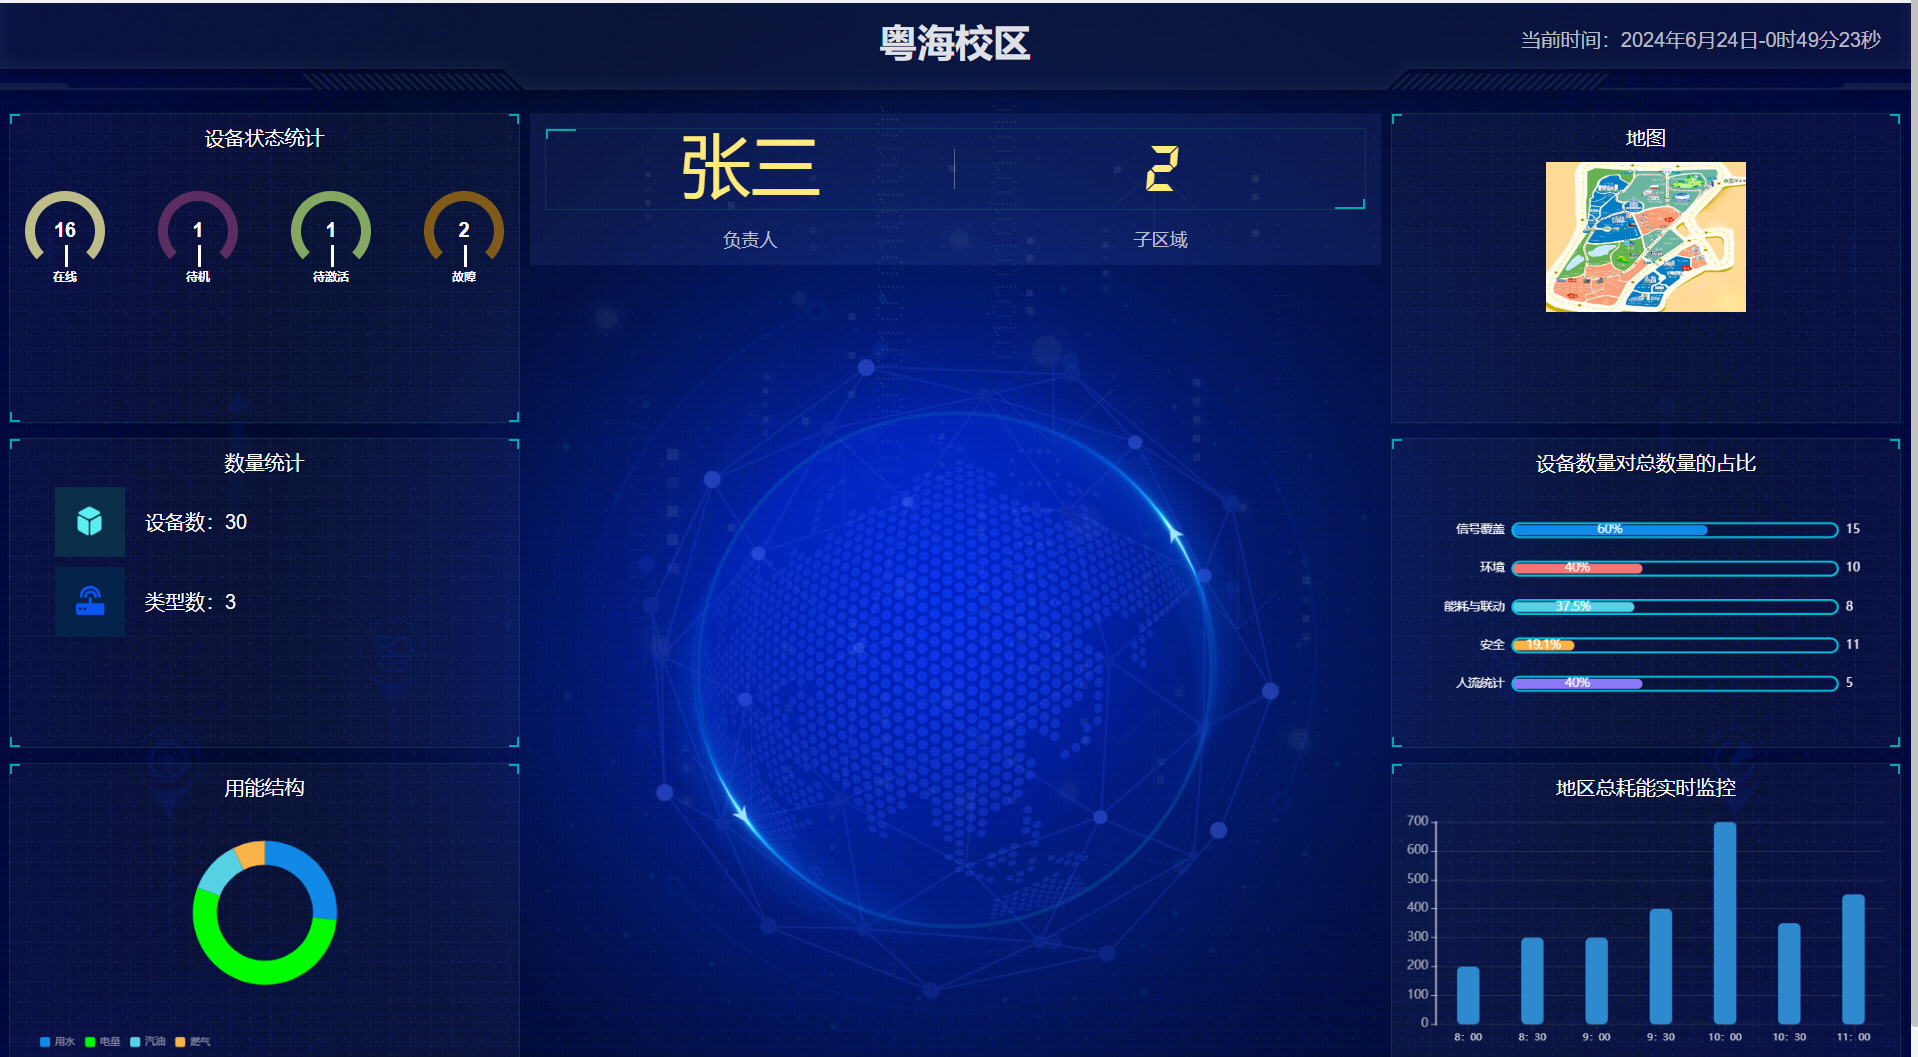 粤海校区
当前时间：2024年6月24日-0时49分23秒
设备状态统计
16
在线
1
待机
1
待激活
2
故障
数量统计
设备数：30
类型数：3
用能结构
用水 电量 汽油 燃气
张三
负责人
2
子区域
地图
设备数量对总数量的占比
信号覆盖 60% 15
环境 40% 10
能耗与联动 37.5% 8
安全 19.1% 11
人流统计 40% 5
地区总耗能实时监控
700
600
500
400
300
200
100
0
8：00 8：30 9：00 9：30 10：00 10：30 11：00